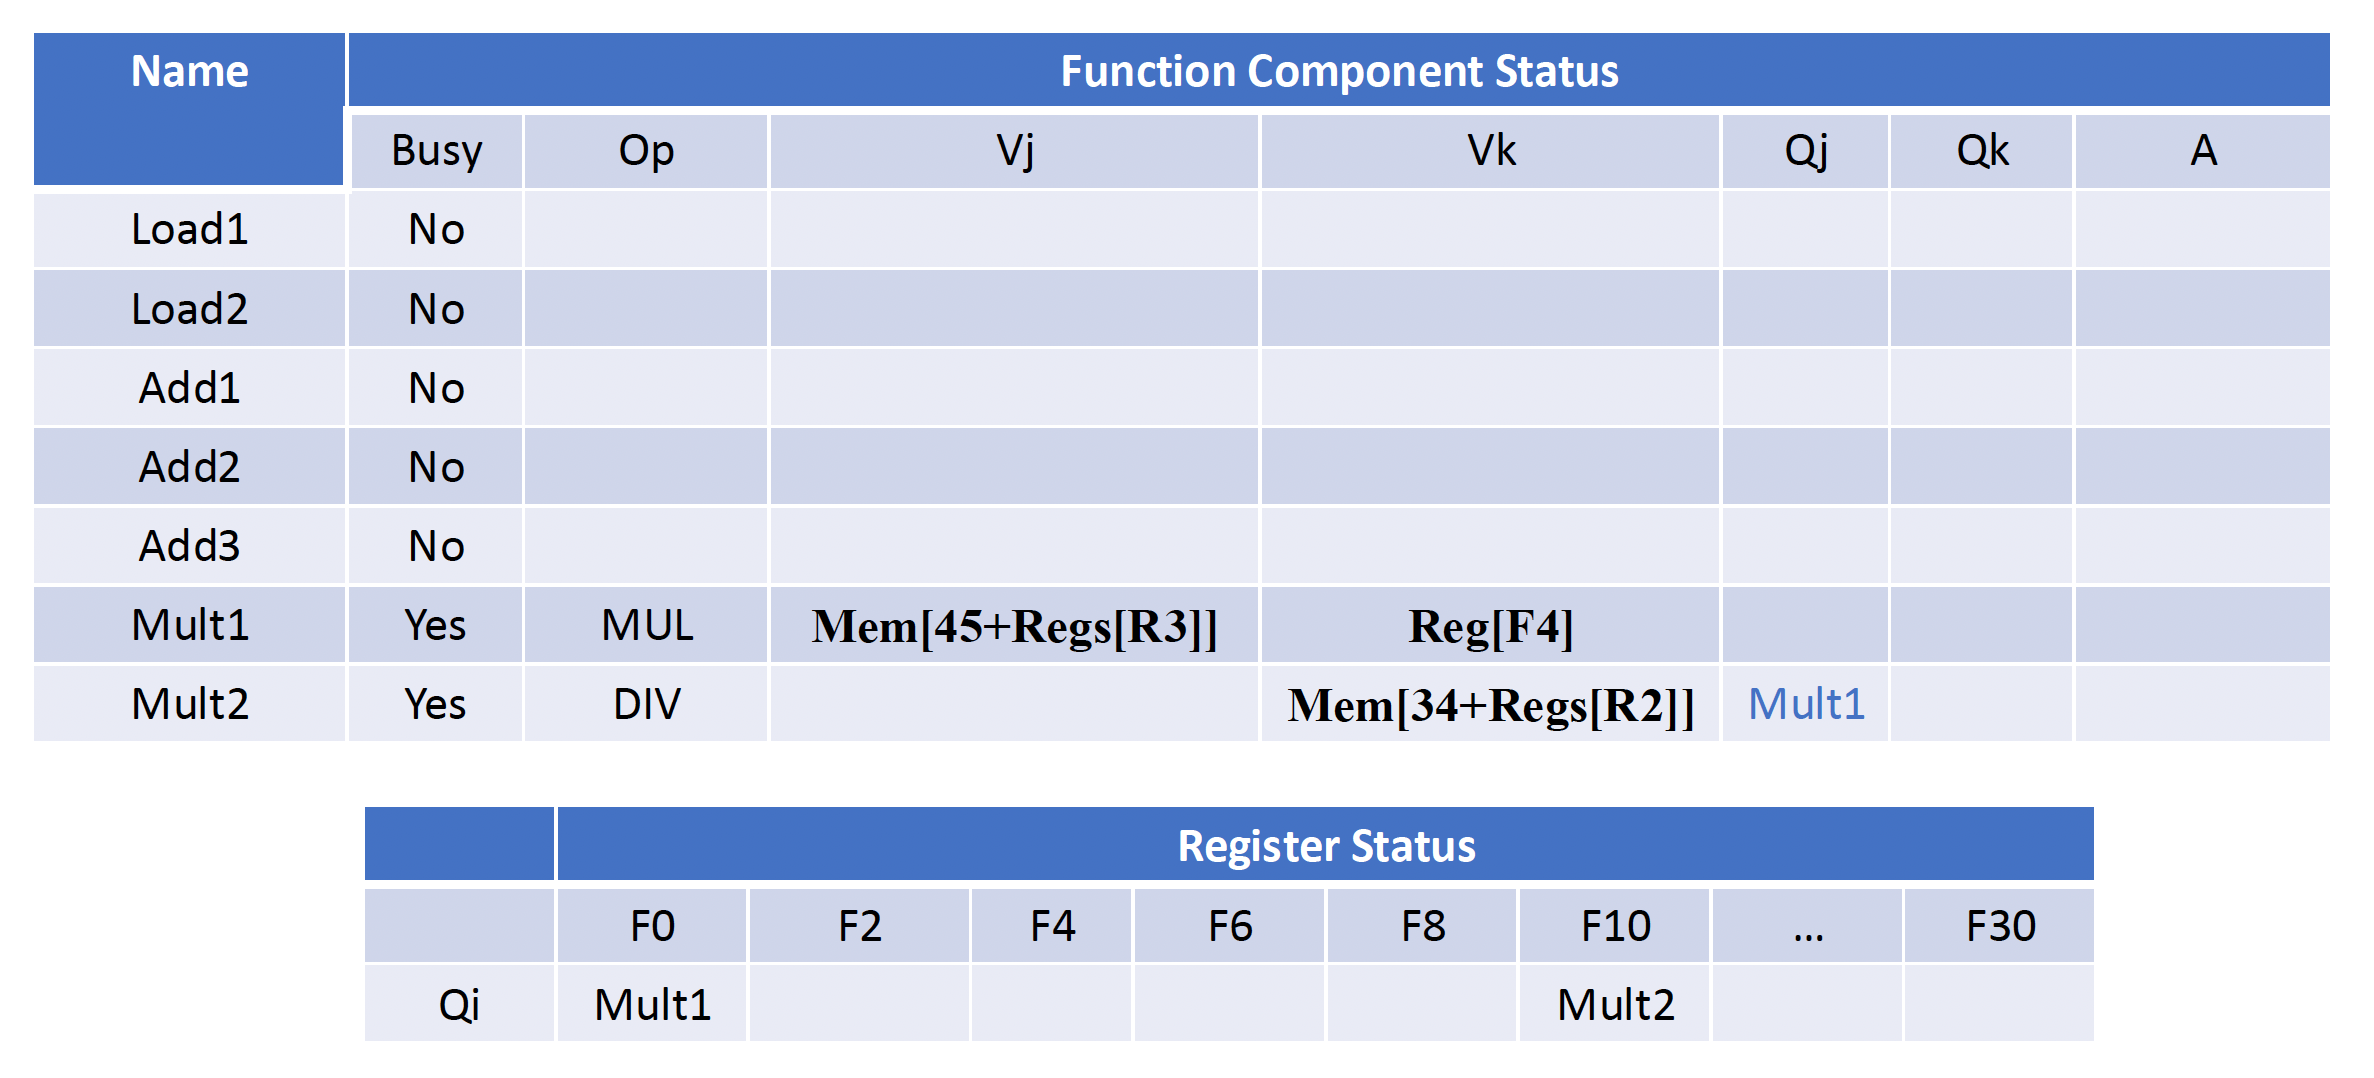 Name Function Component Status
Busy Op Vj Vk Qj Qk A
Load1 No
Load2 No
Add1 No
Add2 No
Add3 No
Mult1 Yes MUL Mem[45+Regs[R3]] Reg[F4]
Mult2 Yes DIV Mem[34+Regs[R2]] Mult1
Register Status
F0 F2 F4 F6 F8 F10 ... F30
Qi Mult1 Mult2